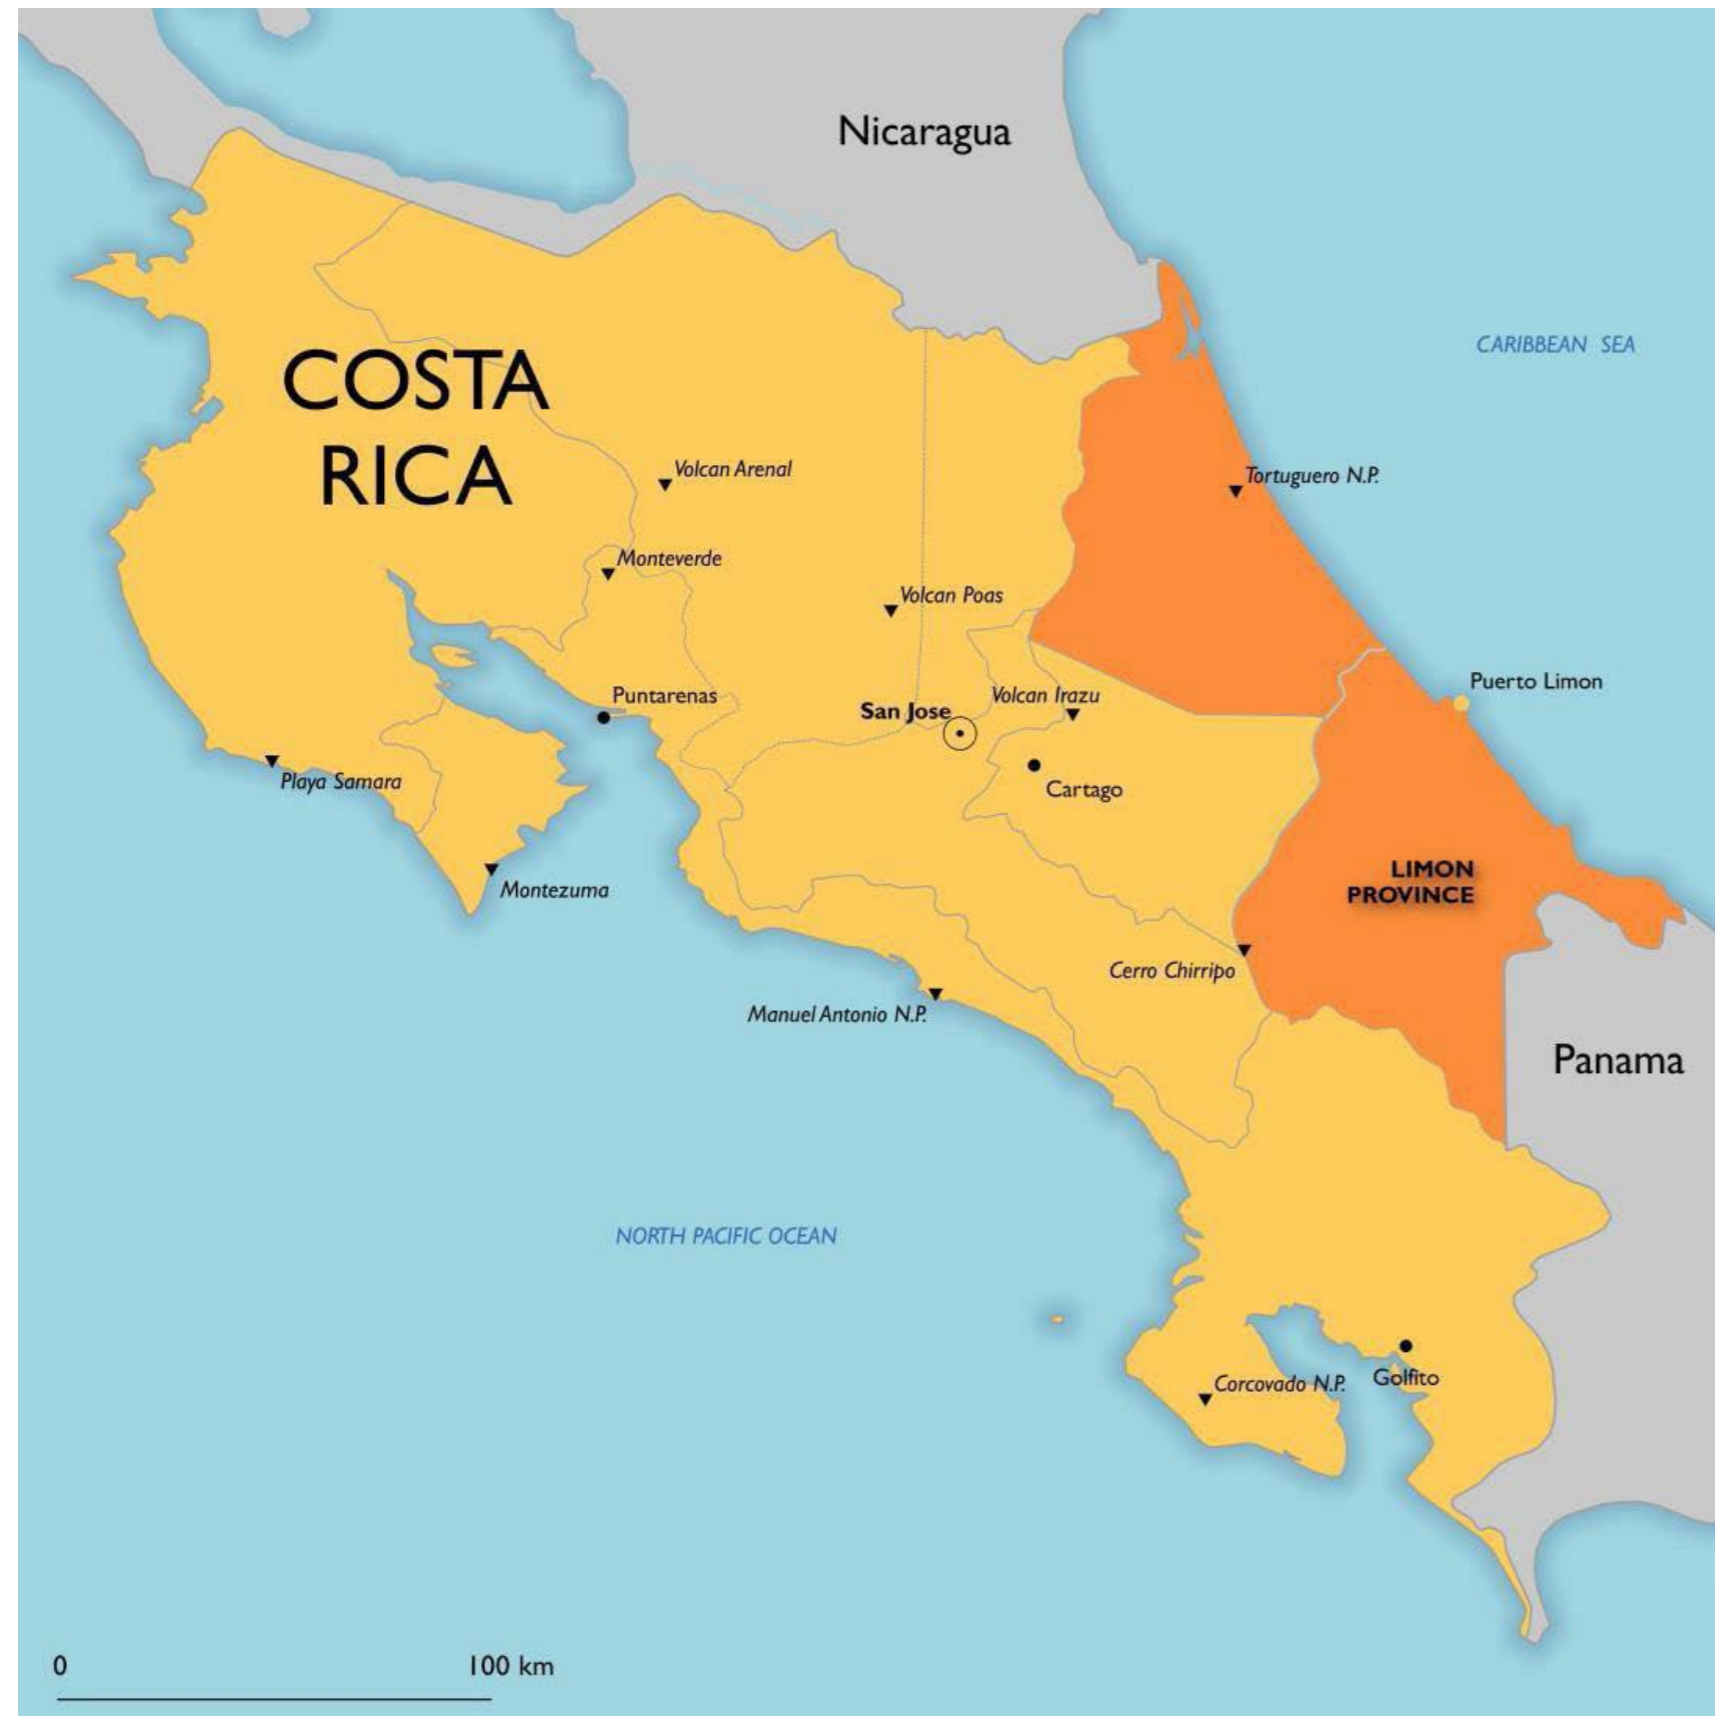 Nicaragua
CARIBBEAN SEA
COSTA
RICA
Volcan Arenal
Tortuguero N.P.
Monteverde
Volcan Poas
Puntarenas
San Jose
Volcan Irazu
Puerto Limon
Playa Samara
Cartago
Montezuma
LIMON
PROVINCE
Cerro Chirripo
Manuel Antonio N.P.
Panama
NORTH PACIFIC OCEAN
Corcovado N.P.
Golfito
0 100 km